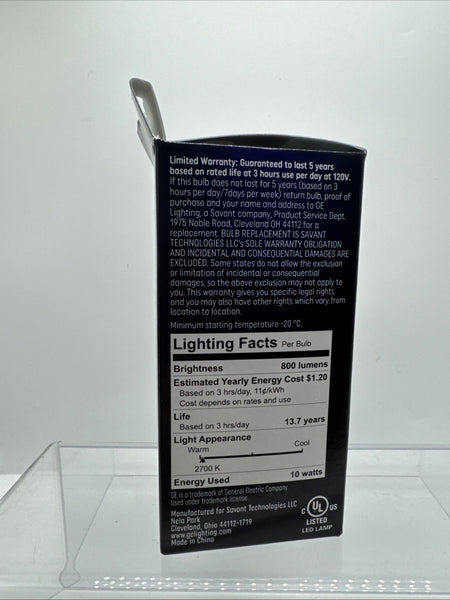 Limited Warranty: Guaranteed to last 5 years
based on rated life at 3 hours use per day at 120V.
If this bulb does not last for 5 years (based on 3
hours per day/7days per week) return bulb, proof of
purchase and your name and address to GE
Lighting, a Savant company, Product Service Dept.
1975 Noble Road, Cleveland OH 44112 for a
replacement. BULB REPLACEMENT IS SAVANT
TECHNOLOGIES LLC's SOLE WARRANTY OBLIGATION
AND INCIDENTAL AND CONSEQUENTIAL DAMAGES ARE
EXCLUDED. Some states do not allow the exclusion
or limitation of incidental or consequential
damages, so the above exclusion may not apply to
you. This warranty gives you specific legal rights
and you may also have other rights which vary from
location to location.
Minimum starting temperature -20 °C.
Lighting Facts Per Bulb
Brightness 800 lumens
Estimated Yearly Energy Cost $1.20
Based on 3 hrs/day, 11¢/kWh
Cost depends on rates and use
Life
Based on 3 hrs/day 13.7 years
Light Appearance
Warm Cool
2700 K
Energy Used 10 watts
GE is a trademark of General Electric Company.
Used under trademark license.
Manufactured for Savant Technologies LLC
Nela Park
Cleveland, Ohio 44112-1719
www.gelighting.com
Made in China
C UL US
LISTED
LED LAMP